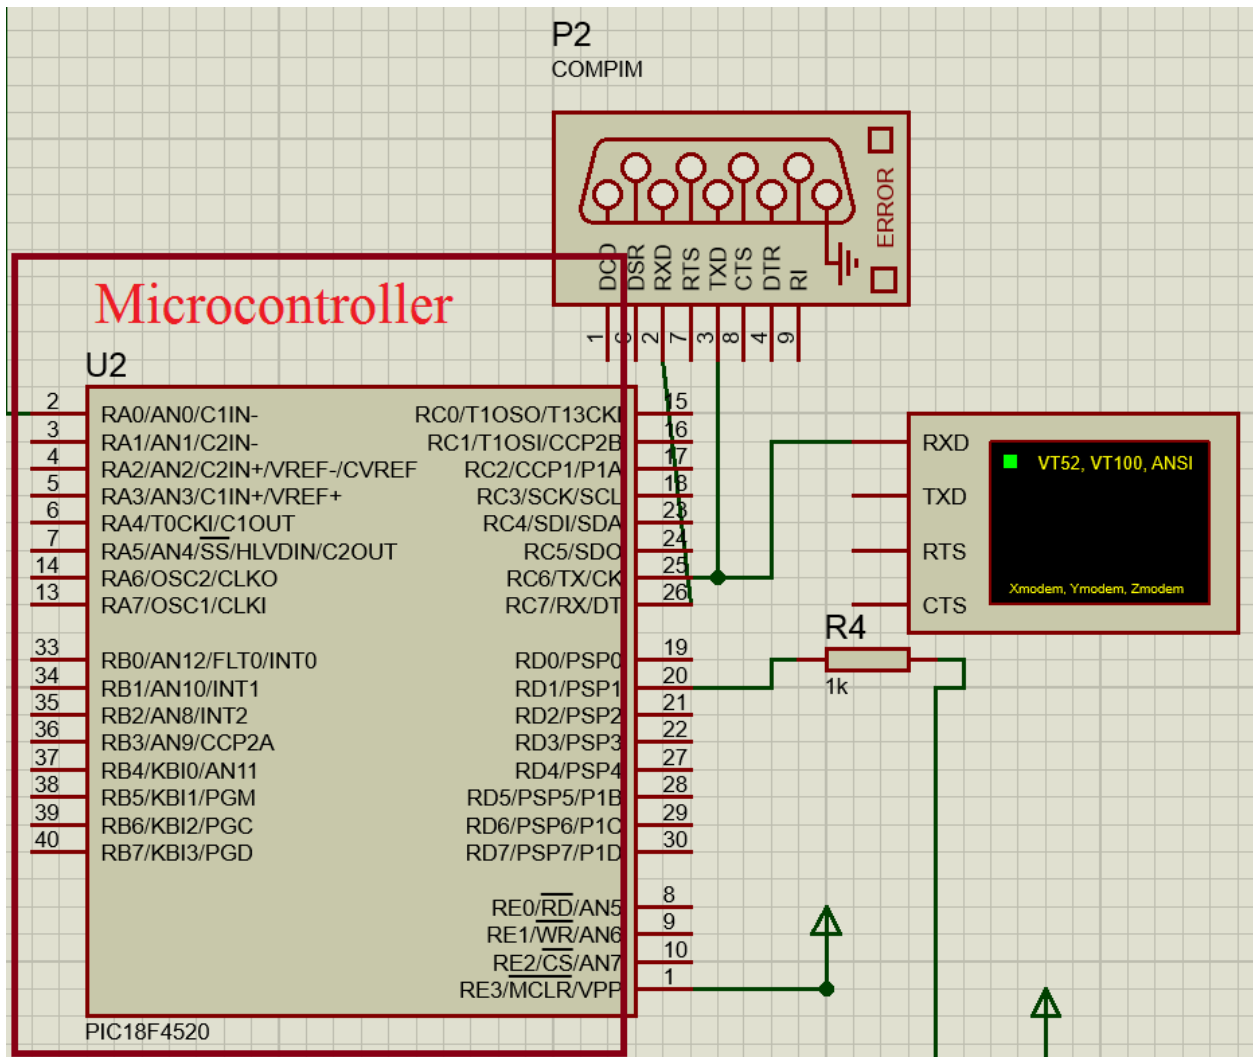 P2
COMPIM
ERROR
DCD
DSR
RXD
RTS
TXD
CTS
DTR
RI
1
6
2
7
3
8
4
9
Microcontroller
U2
2 RA0/AN0/C1IN-
3 RA1/AN1/C2IN-
4 RA2/AN2/C2IN+/VREF-/CVREF
5 RA3/AN3/C1IN+/VREF+
6 RA4/T0CKI/C1OUT
7 RA5/AN4/SS/HLVDIN/C2OUT
14 RA6/OSC2/CLKO
13 RA7/OSC1/CLKI
33 RB0/AN12/FLT0/INT0
34 RB1/AN10/INT1
35 RB2/AN8/INT2
36 RB3/AN9/CCP2A
37 RB4/KBI0/AN11
38 RB5/KBI1/PGM
39 RB6/KBI2/PGC
40 RB7/KBI3/PGD
RC0/T1OSO/T13CKI 15
RC1/T1OSI/CCP2B 16
RC2/CCP1/P1A 17
RC3/SCK/SCL 18
RC4/SDI/SDA 23
RC5/SDO 24
RC6/TX/CK 25
RC7/RX/DT 26
RD0/PSP0 19
RD1/PSP1 20
RD2/PSP2 21
RD3/PSP3 22
RD4/PSP4 27
RD5/PSP5/P1B 28
RD6/PSP6/P1C 29
RD7/PSP7/P1D 30
RE0/RD/AN5 8
RE1/WR/AN6 9
RE2/CS/AN7 10
RE3/MCLR/VPP 1
PIC18F4520
RXD
TXD
RTS
CTS
VT52, VT100, ANSI
Xmodem, Ymodem, Zmodem
R4
1k